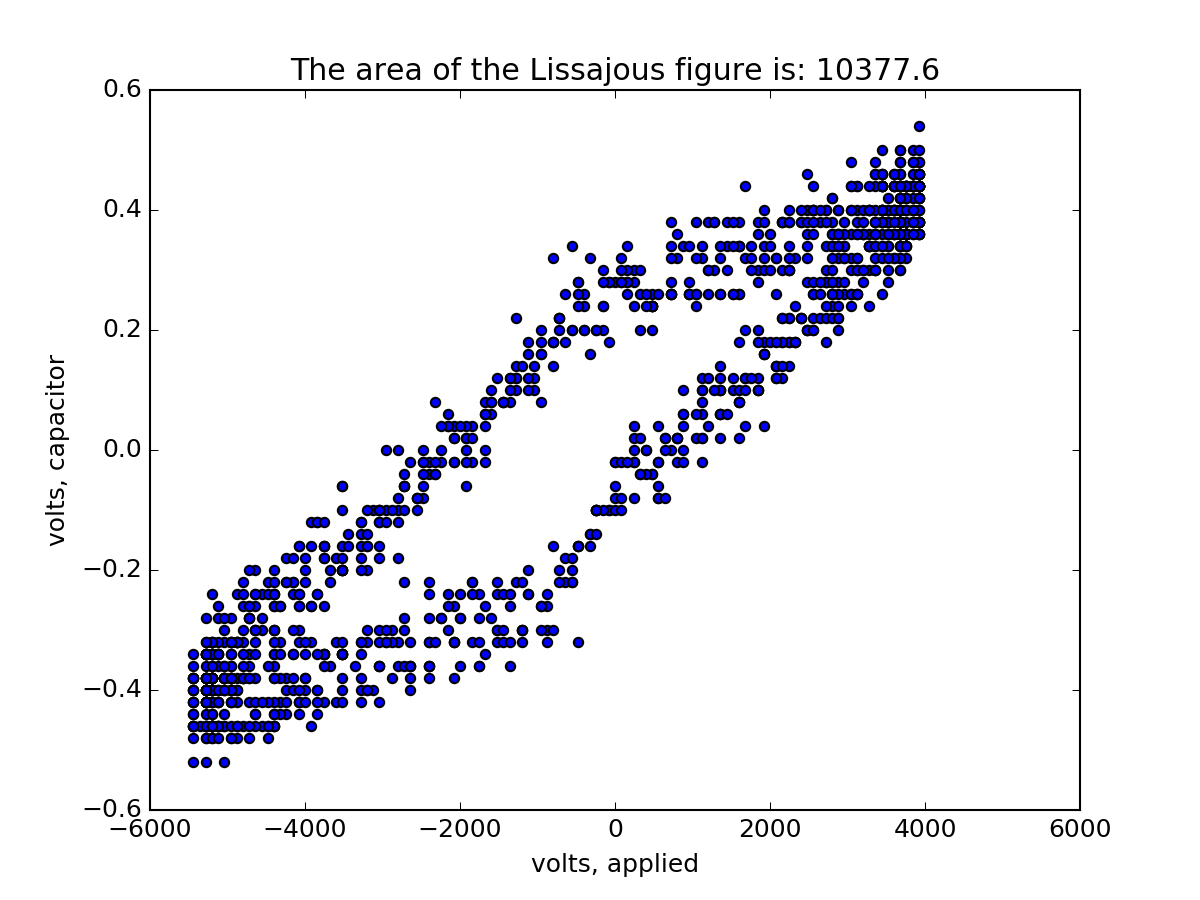 The area of the Lissajous figure is: 10377.6
0.6
0.4
0.2
0.0
−0.2
−0.4
−0.6
volts, capacitor
−6000 −4000 −2000 0 2000 4000 6000
volts, applied